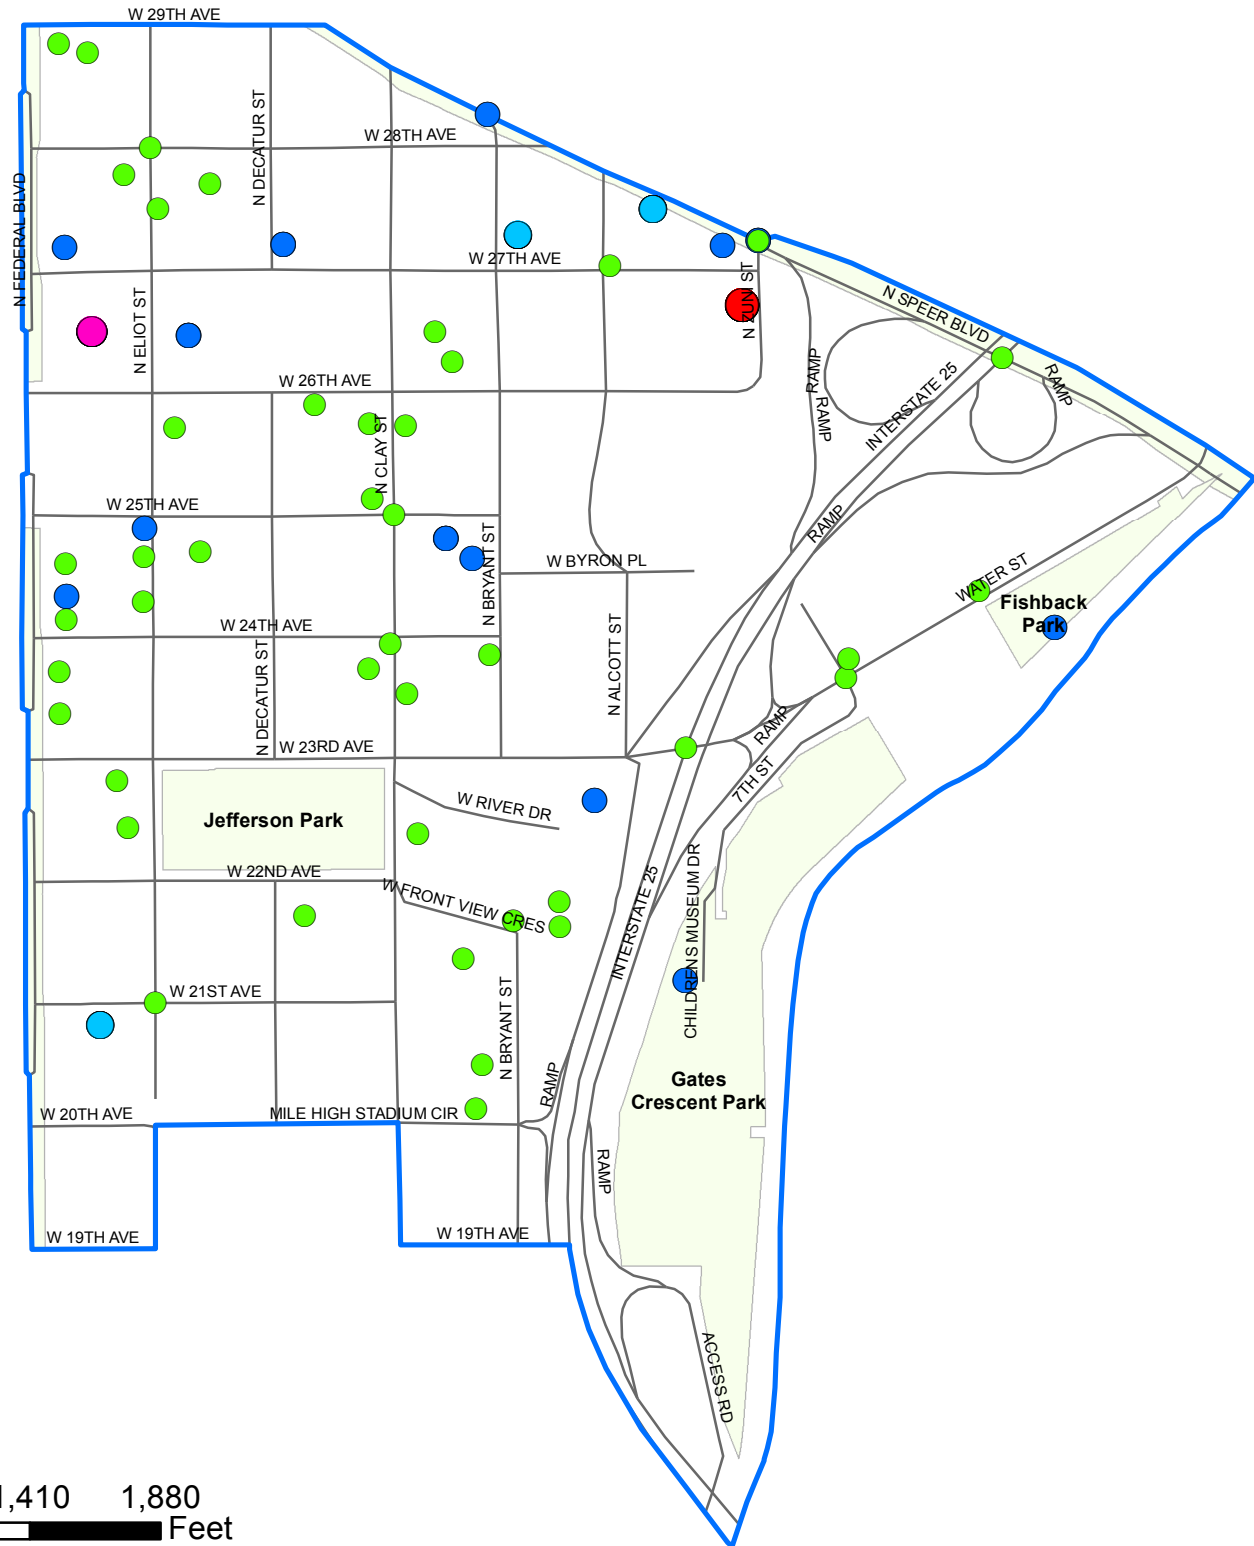 W 29TH AVE
N DECATUR ST
W 28TH AVE
N FEDERAL BLVD
W 27TH AVE
N ZUNI ST
N ELIOT ST
N SPEER BLVD
RAMP
RAMP
INTERSTATE 25
RAMP
W 26TH AVE
N CLAY ST
W 25TH AVE
RAMP
N BRYANT ST
W BYRON PL
WATER ST
Fishback
Park
W 24TH AVE
N ALCOTT ST
N DECATUR ST
W 23RD AVE
RAMP
7TH ST
W RIVER DR
Jefferson Park
W 22ND AVE
W FRONT VIEW CRES
CHILDRENS MUSEUM DR
INTERSTATE 25
W 21ST AVE
N BRYANT ST
RAMP
Gates
Crescent Park
W 20TH AVE
MILE HIGH STADIUM CIR
RAMP
W 19TH AVE
W 19TH AVE
ACCESS RD
1,410 1,880
Feet